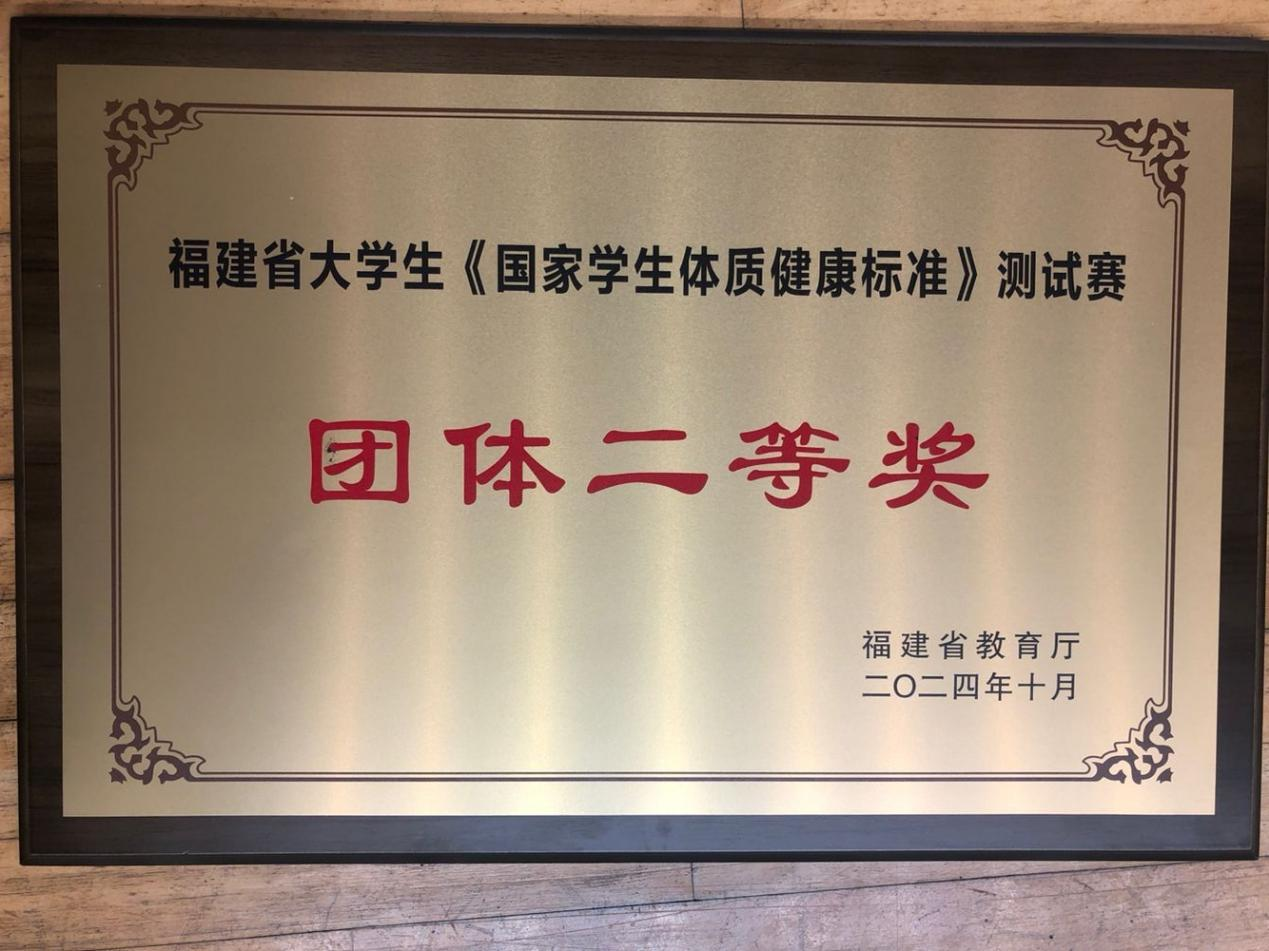 福建省大学生《国家学生体质健康标准》测试赛
团体二等奖
福建省教育厅
二〇二四年十月